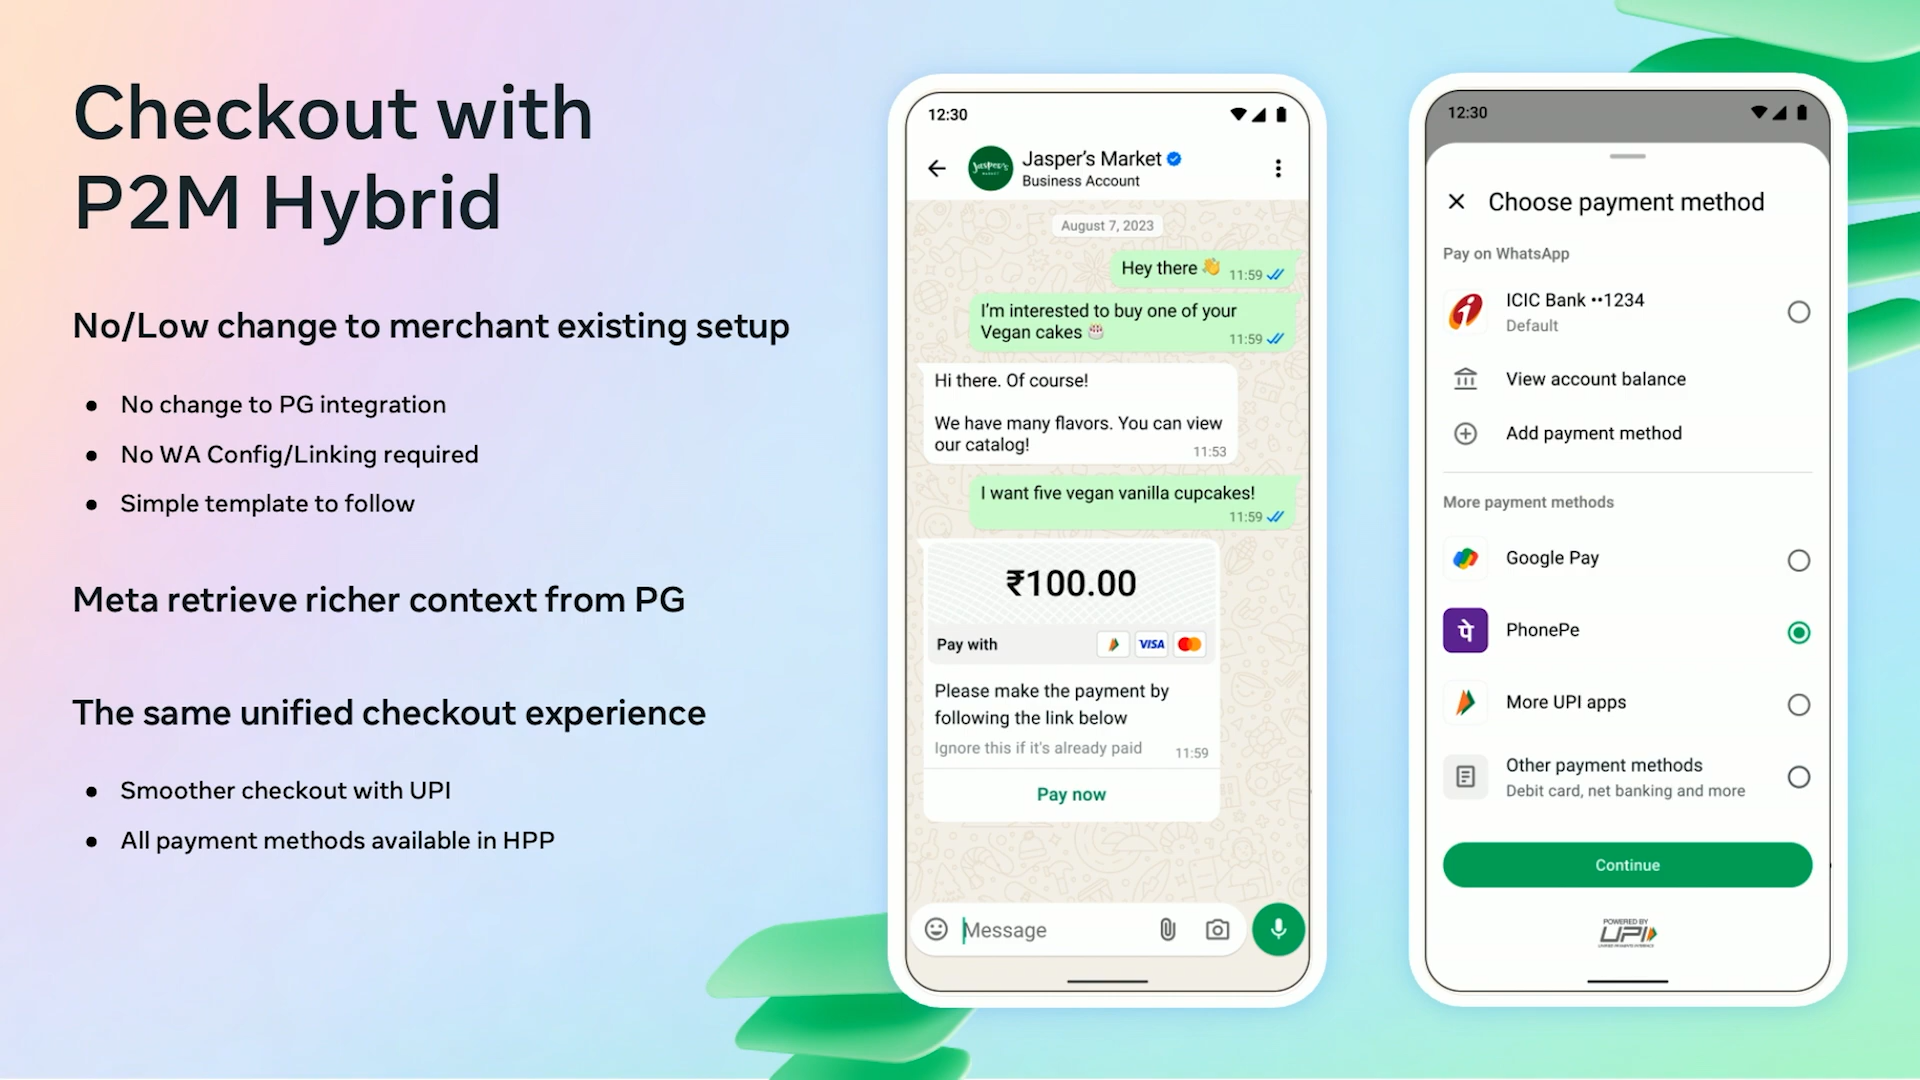 Checkout with
P2M Hybrid
No/Low change to merchant existing setup
• No change to PG integration
• No WA Config/Linking required
• Simple template to follow
Meta retrieve richer context from PG
The same unified checkout experience
• Smoother checkout with UPI
• All payment methods available in HPP
12:30
Jasper's Market
Business Account
August 7, 2023
Hey there 👋 11:59
I'm interested to buy one of your
Vegan cakes 🎂 11:59
Hi there. Of course!
We have many flavors. You can view
our catalog! 11:53
I want five vegan vanilla cupcakes!
11:59
₹100.00
Pay with VISA
Please make the payment by
following the link below
Ignore this if it's already paid 11:59
Pay now
Message
12:30
Choose payment method
Pay on WhatsApp
ICIC Bank ••1234
Default
View account balance
Add payment method
More payment methods
Google Pay
पे PhonePe
More UPI apps
Other payment methods
Debit card, net banking and more
Continue
POWERED BY
UPI